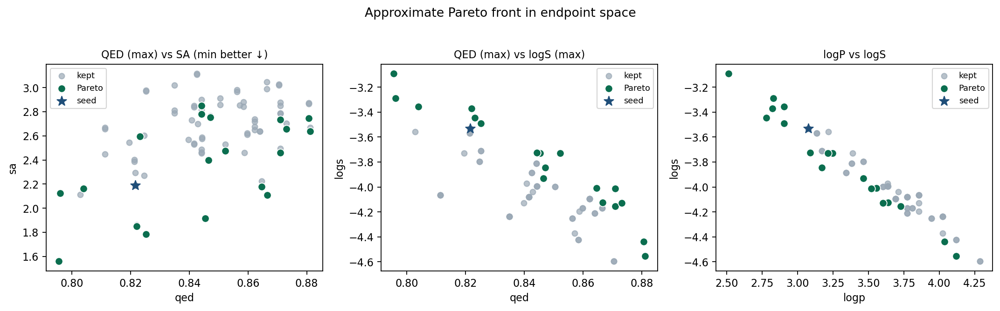 Approximate Pareto front in endpoint space
QED (max) vs SA (min better ↓)
kept
Pareto
seed
3.0
2.8
2.6
2.4
2.2
2.0
1.8
1.6
sa
0.80 0.82 0.84 0.86 0.88
qed
QED (max) vs logS (max)
kept
Pareto
seed
−3.2
−3.4
−3.6
−3.8
−4.0
−4.2
−4.4
−4.6
logs
0.80 0.82 0.84 0.86 0.88
qed
logP vs logS
kept
Pareto
seed
−3.2
−3.4
−3.6
−3.8
−4.0
−4.2
−4.4
−4.6
logs
2.50 2.75 3.00 3.25 3.50 3.75 4.00 4.25
logp